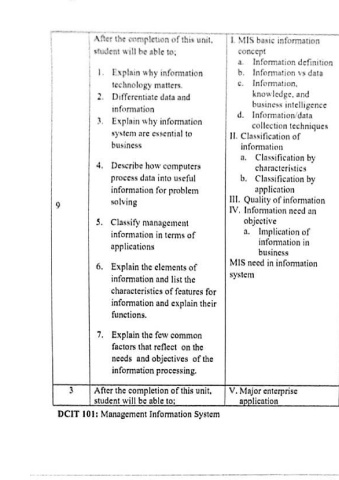 After the completion of this unit,
student will be able to;
1. Explain why information
technology matters.
2. Differentiate data and
information
3. Explain why information
system are essential to
business
4. Describe how computers
process data into useful
information for problem
solving
5. Classify management
information in terms of
applications
6. Explain the elements of
information and list the
characteristics of features for
information and explain their
functions.
7. Explain the few common
factors that reflect on the
needs and objectives of the
information processing.
I. MIS basic information
concept
a. Information definition
b. Information vs data
c. Information,
knowledge, and
business intelligence
d. Information/data
collection techniques
II. Classification of
information
a. Classification by
characteristics
b. Classification by
application
III. Quality of information
IV. Information need an
objective
a. Implication of
information in
business
MIS need in information
system
9
3
After the completion of this unit,
student will be able to;
V. Major enterprise
application
DCIT 101: Management Information System